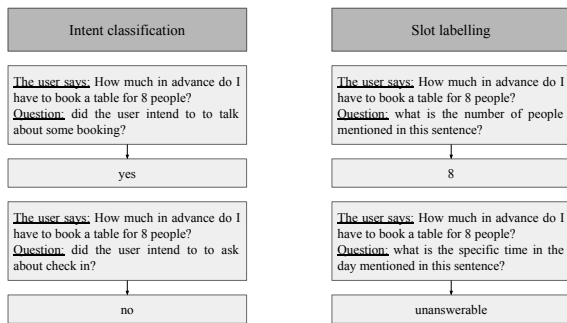 Intent classification
The user says: How much in advance do I
have to book a table for 8 people?
Question: did the user intend to to talk
about some booking?
yes
The user says: How much in advance do I
have to book a table for 8 people?
Question: did the user intend to to ask
about check in?
no
Slot labelling
The user says: How much in advance do I
have to book a table for 8 people?
Question: what is the number of people
mentioned in this sentence?
8
The user says: How much in advance do I
have to book a table for 8 people?
Question: what is the specific time in the
day mentioned in this sentence?
unanswerable